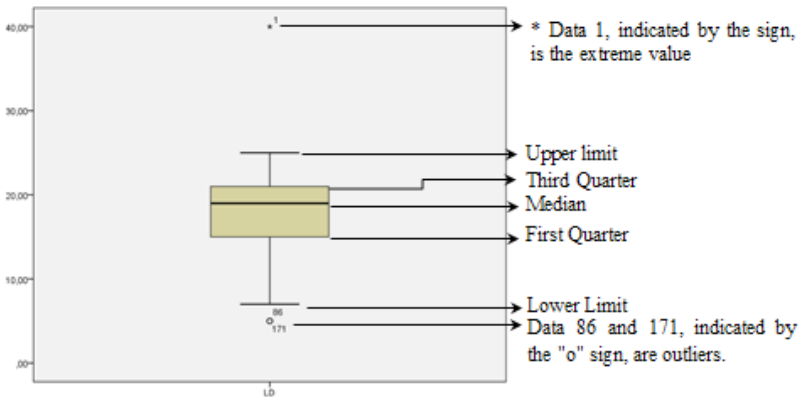 40,00
30,00
20,00
10,00
,00
* 1
86
171
LD
* Data 1, indicated by the sign,
is the extreme value
Upper limit
Third Quarter
Median
First Quarter
Lower Limit
Data 86 and 171, indicated by
the "o" sign, are outliers.